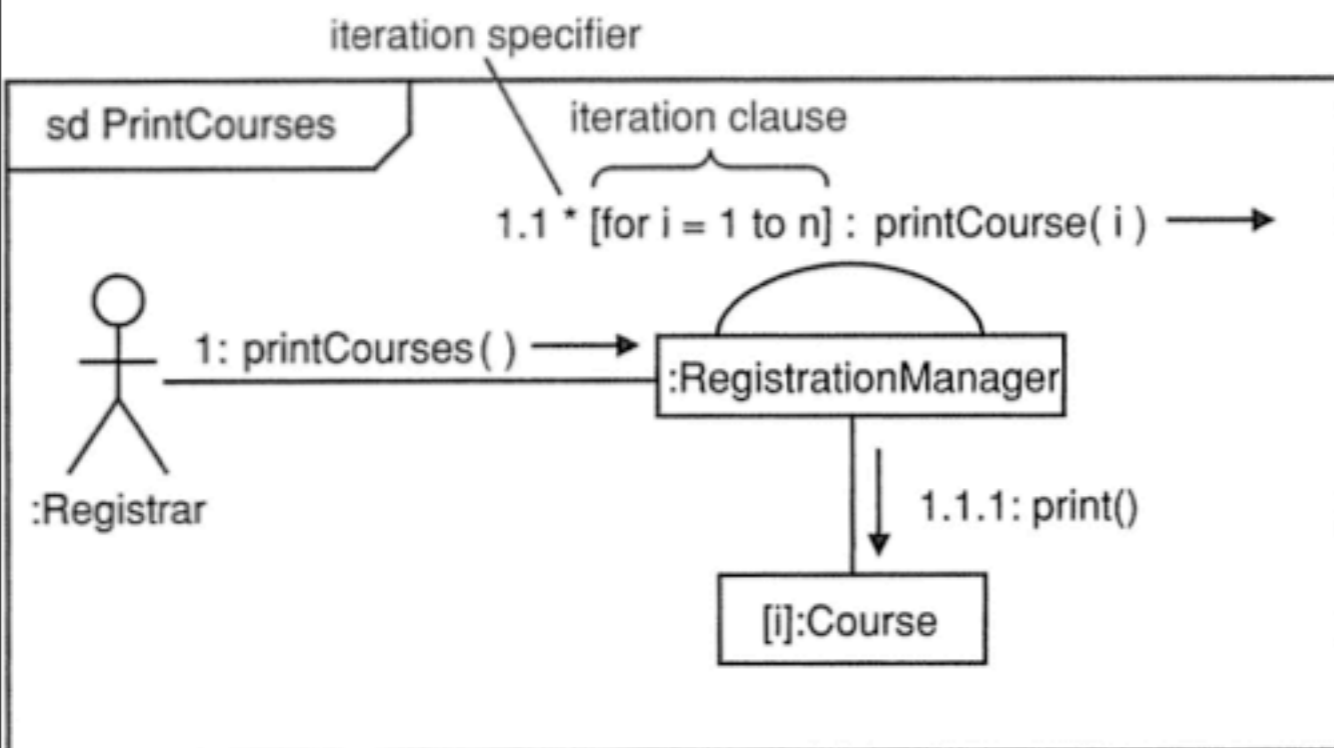 iteration specifier
sd PrintCourses
iteration clause
1.1 * [for i = 1 to n] : printCourse( i )
1: printCourses( )
:RegistrationManager
:Registrar
1.1.1: print()
[i]:Course